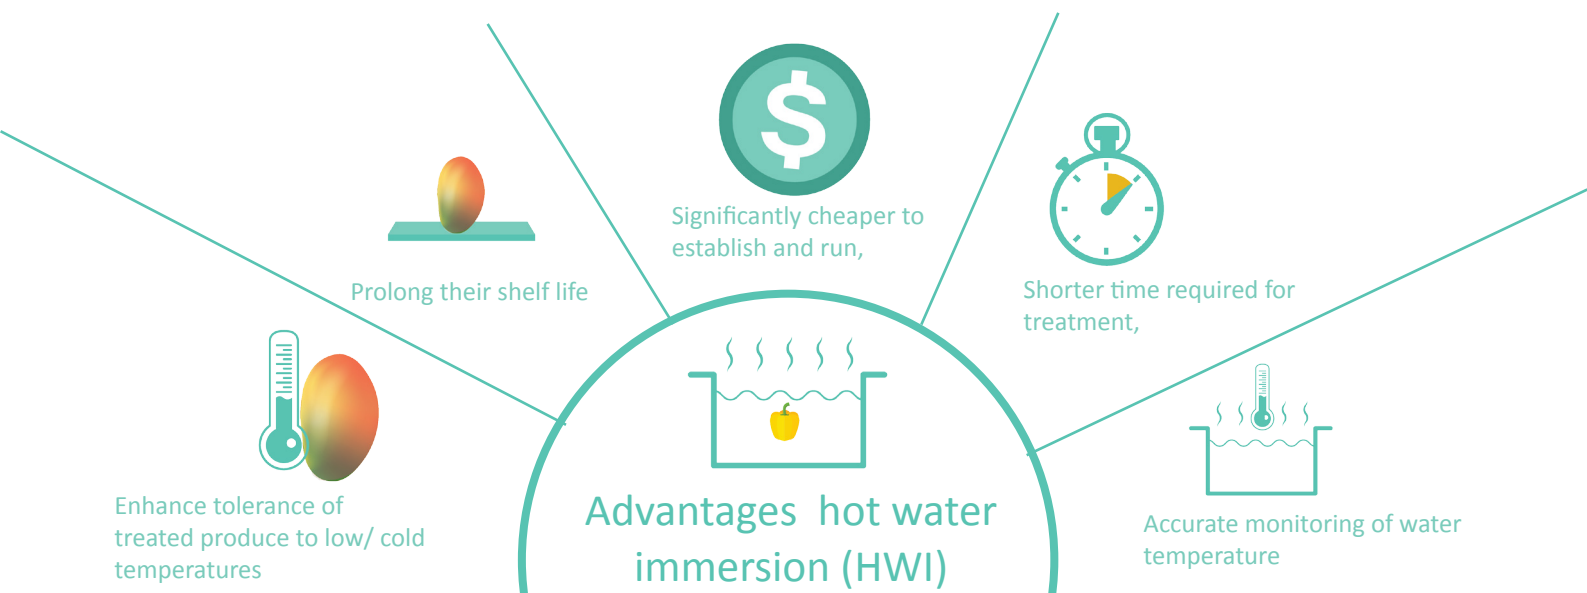 Significantly cheaper to
establish and run,
Prolong their shelf life
Shorter time required for
treatment,
Enhance tolerance of
treated produce to low/ cold
temperatures
Advantages  hot water
immersion (HWI)
Accurate monitoring of water
temperature
$